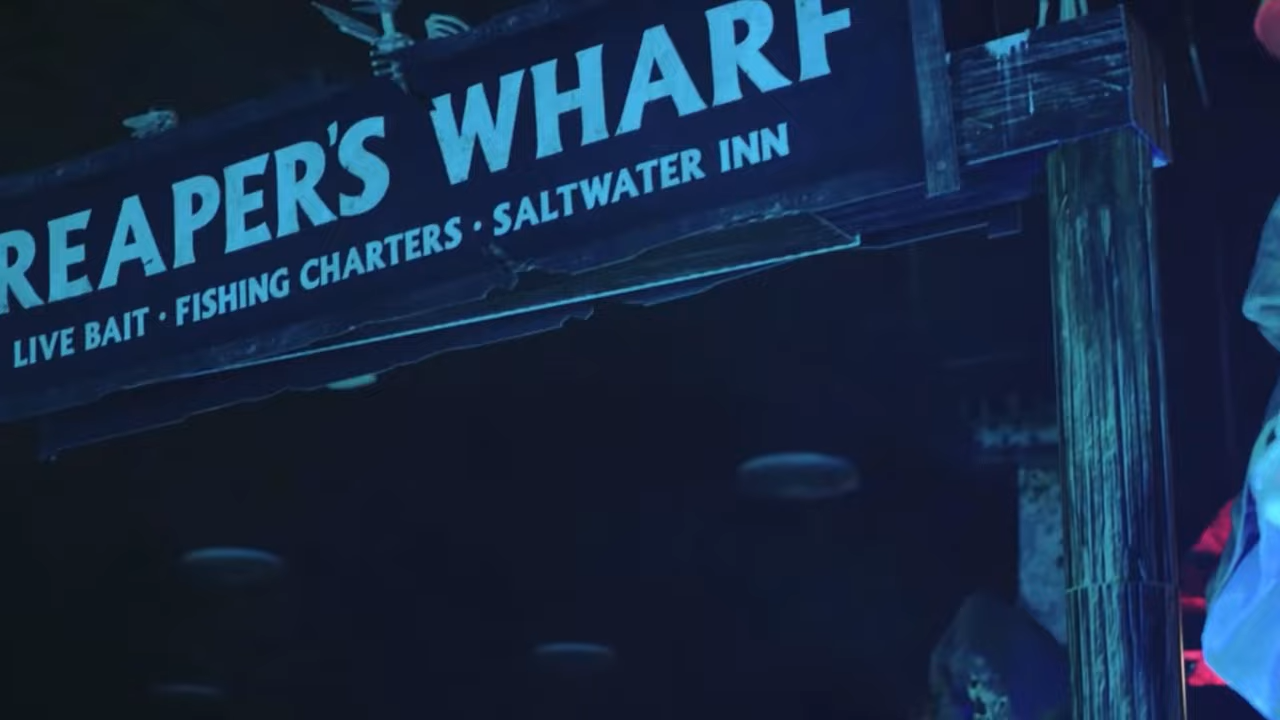 REAPER'S WHARF
LIVE BAIT · FISHING CHARTERS · SALTWATER INN